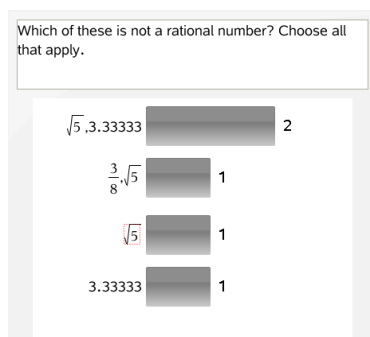 Which of these is not a rational number? Choose all
that apply.
√5,3.33333 2
3/8,√5 1
√5 1
3.33333 1